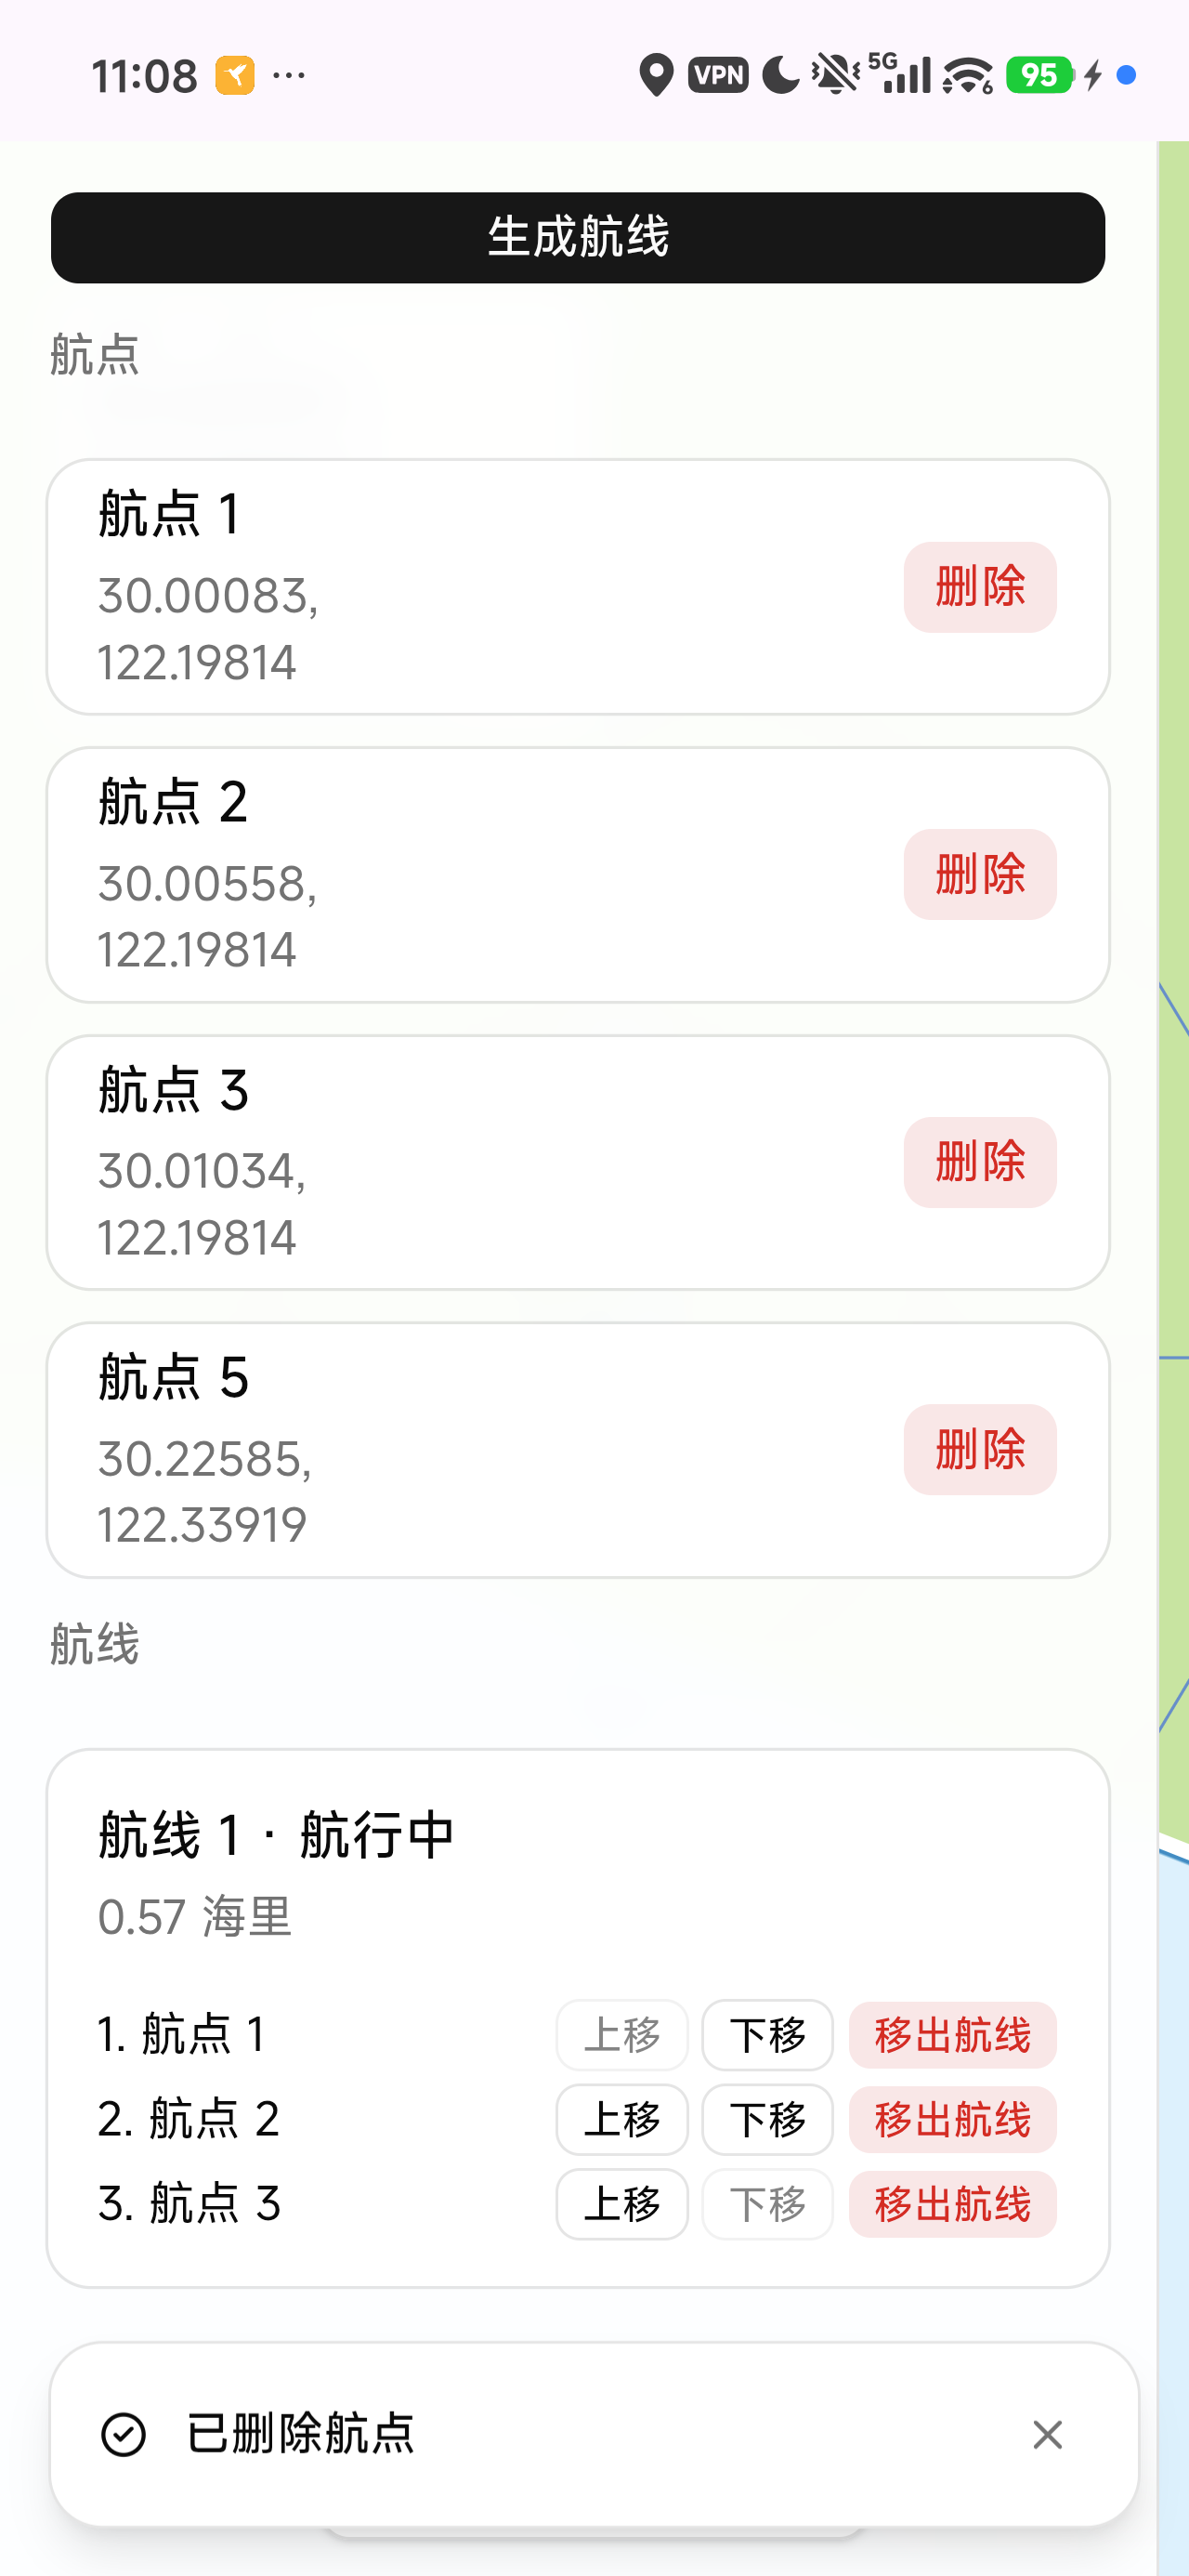 11:08 ... VPN 5G 6 95
生成航线
航点
航点 1
30.00083,
122.19814
删除
航点 2
30.00558,
122.19814
删除
航点 3
30.01034,
122.19814
删除
航点 5
30.22585,
122.33919
删除
航线
航线 1 · 航行中
0.57 海里
1. 航点 1 上移 下移 移出航线
2. 航点 2 上移 下移 移出航线
3. 航点 3 上移 下移 移出航线
已删除航点